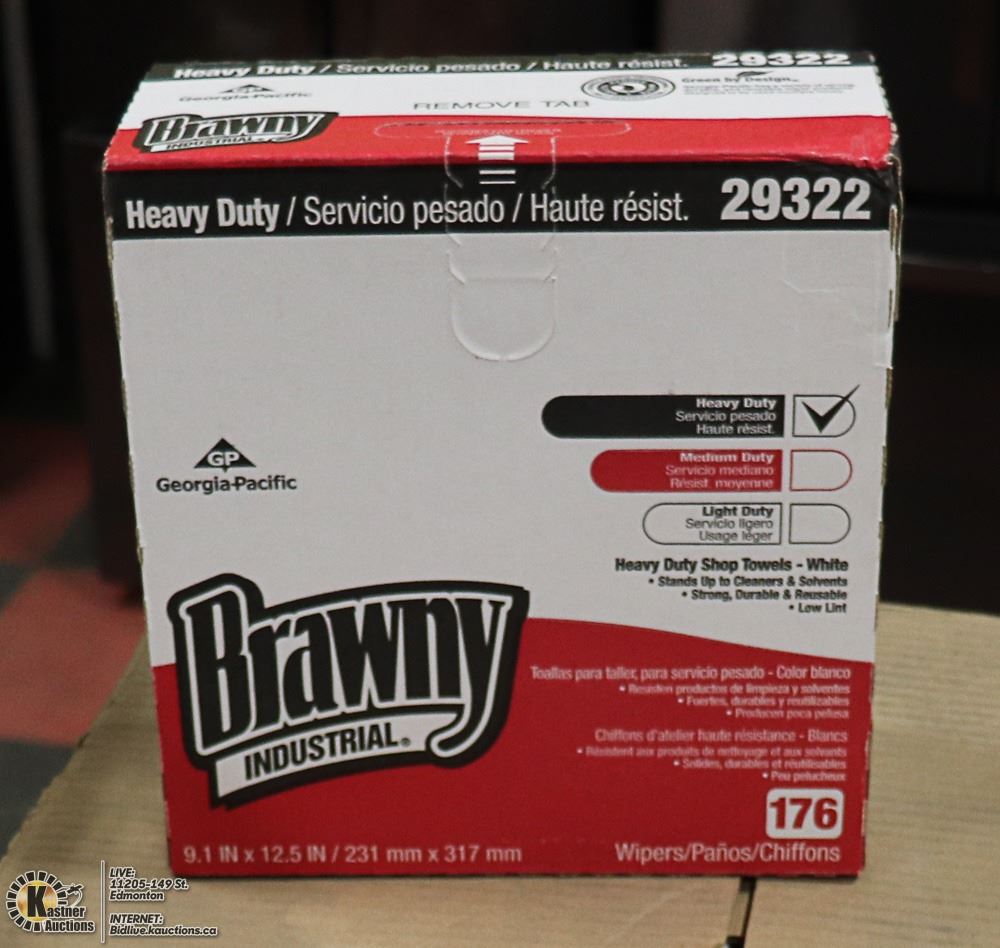 Heavy Duty / Servicio pesado / Haute résist. 29322
Georgia-Pacific
Green by Design
REMOVE TAB
Brawny
INDUSTRIAL
Heavy Duty / Servicio pesado / Haute résist. 29322
Heavy Duty
Servicio pesado
Haute résist.
Medium Duty
Servicio mediano
Résist. moyenne
Light Duty
Servicio ligero
Usage léger
GP
Georgia-Pacific
Heavy Duty Shop Towels - White
• Stands Up to Cleaners & Solvents
• Strong, Durable & Reusable
• Low Lint
Brawny
INDUSTRIAL®
Toallas para taller, para servicio pesado - Color blanco
• Resisten productos de limpieza y solventes
• Fuertes, durables y reutilizables
• Producen poca pelusa
Chiffons d'atelier haute résistance - Blancs
• Résistent aux produits de nettoyage et aux solvants
• Solides, durables et réutilisables
• Peu pelucheux
176
9.1 IN x 12.5 IN / 231 mm x 317 mm
Wipers/Paños/Chiffons
Kastner
Auctions
LIVE:
11205-149 St.
Edmonton
INTERNET:
Bidlive.kauctions.ca